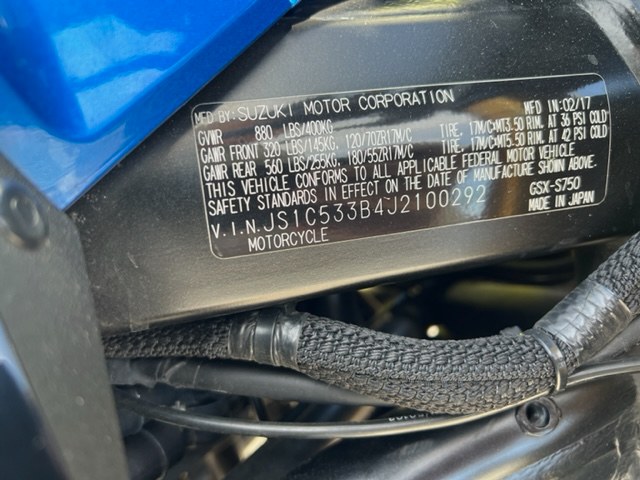 MFD BY: SUZUKI MOTOR CORPORATION MFD IN: 02/17
GVWR 880 LBS/400KG
GAWR FRONT 320 LBS/145KG, 120/70ZR17M/C TIRE, 17M/C×MT3.50 RIM, AT 36 PSI COLD
GAWR REAR 560 LBS/255KG, 180/55ZR17M/C TIRE, 17M/C×MT5.50 RIM, AT 42 PSI COLD
THIS VEHICLE CONFORMS TO ALL APPLICABLE FEDERAL MOTOR VEHICLE
SAFETY STANDARDS IN EFFECT ON THE DATE OF MANUFACTURE SHOWN ABOVE.
V.I.N. JS1C533B4J2100292 GSX-S750
MOTORCYCLE MADE IN JAPAN